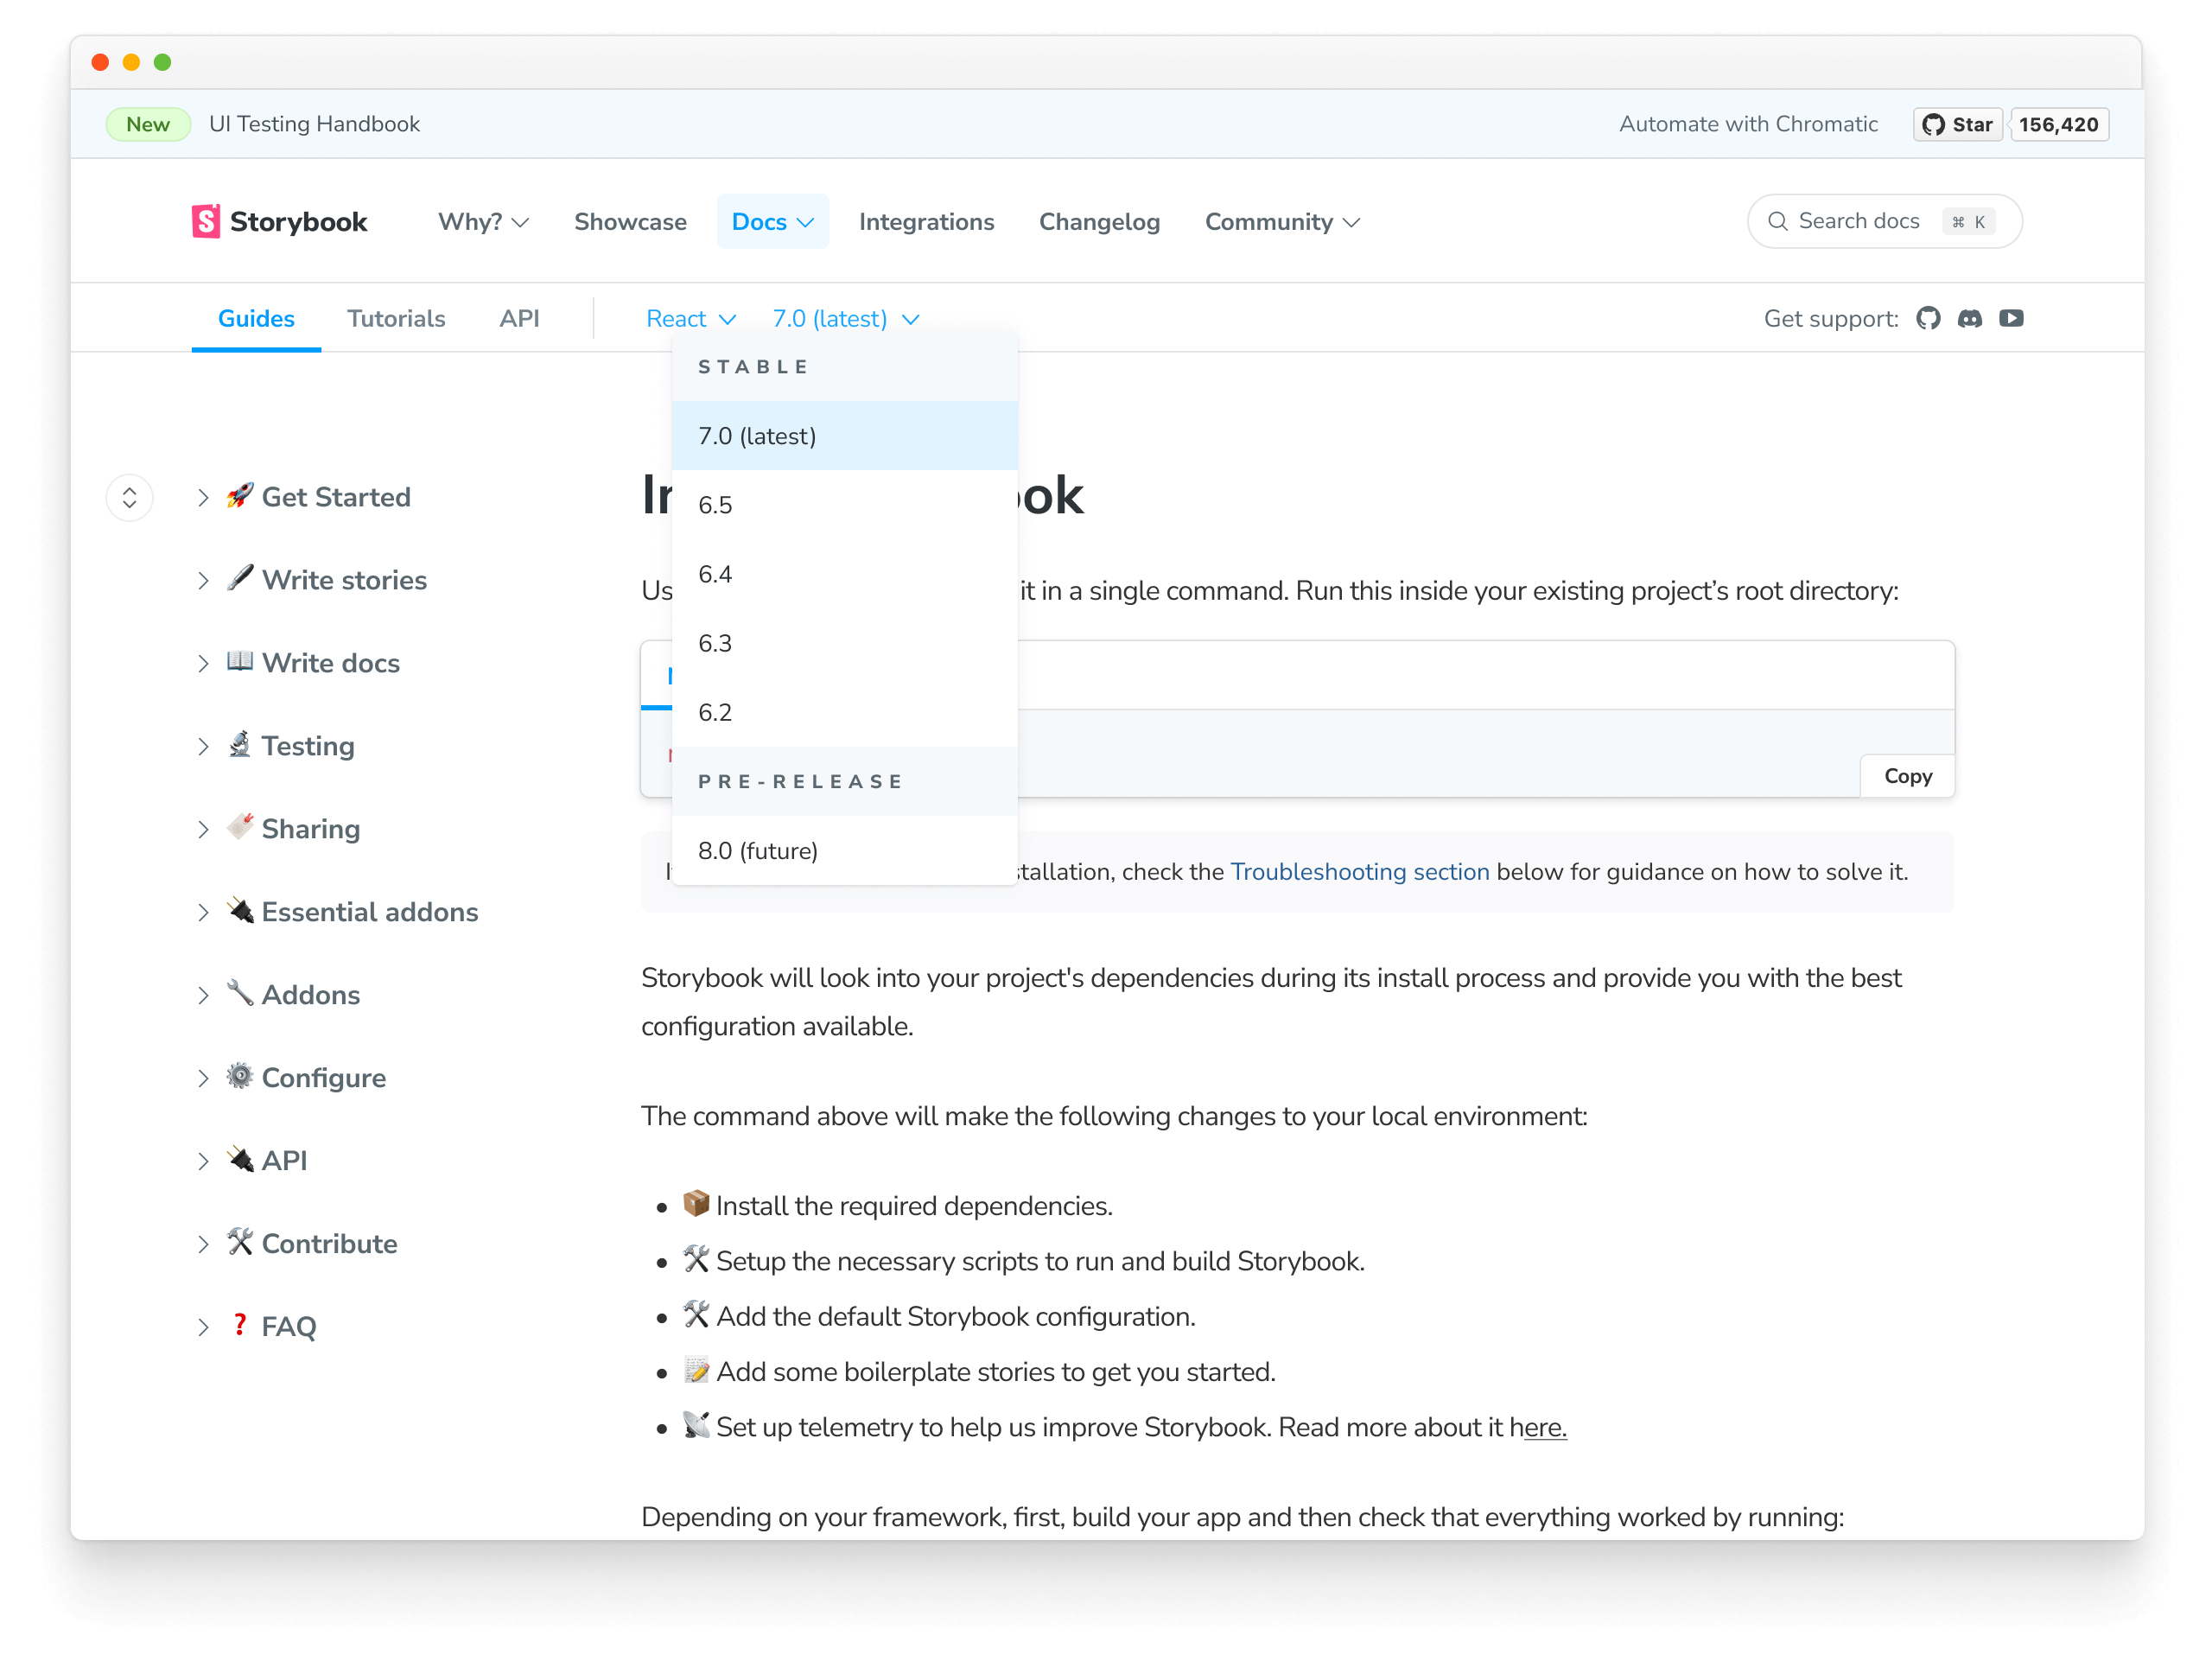 New UI Testing Handbook Automate with Chromatic Star 156,420
Storybook Why? Showcase Docs Integrations Changelog Community Search docs ⌘ K
Guides Tutorials API React 7.0 (latest) Get support:
STABLE
7.0 (latest)
6.5
6.4
6.3
6.2
PRE-RELEASE
8.0 (future)
Get Started
Write stories
Write docs
Testing
Sharing
Essential addons
Addons
Configure
API
Contribute
FAQ
it in a single command. Run this inside your existing project’s root directory:
Copy
check the Troubleshooting section below for guidance on how to solve it.
Storybook will look into your project's dependencies during its install process and provide you with the best
configuration available.
The command above will make the following changes to your local environment:
• 📦 Install the required dependencies.
• 🛠 Setup the necessary scripts to run and build Storybook.
• 🛠 Add the default Storybook configuration.
• 📝 Add some boilerplate stories to get you started.
• 📡 Set up telemetry to help us improve Storybook. Read more about it here.
Depending on your framework, first, build your app and then check that everything worked by running: